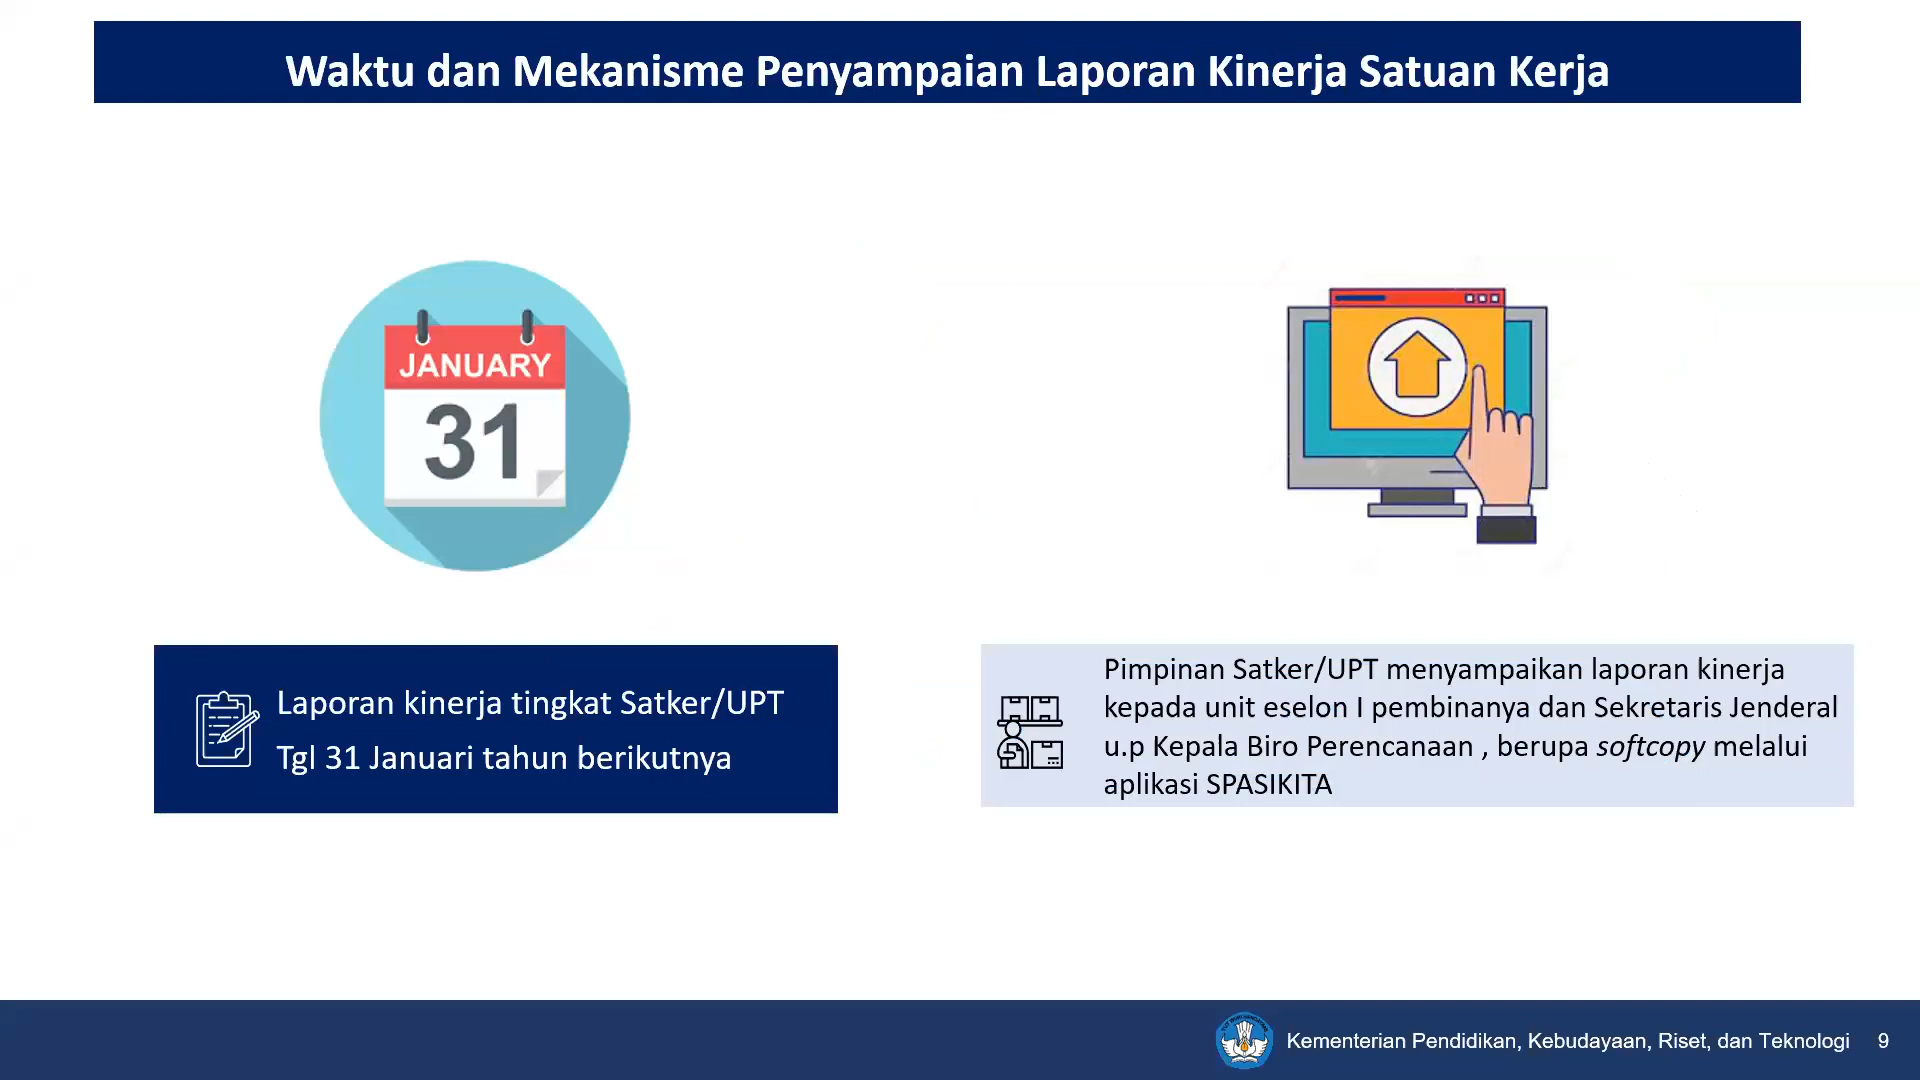 Waktu dan Mekanisme Penyampaian Laporan Kinerja Satuan Kerja
JANUARY
31
Laporan kinerja tingkat Satker/UPT
Tgl 31 Januari tahun berikutnya
Pimpinan Satker/UPT menyampaikan laporan kinerja
kepada unit eselon I pembinanya dan Sekretaris Jenderal
u.p Kepala Biro Perencanaan , berupa softcopy melalui
aplikasi SPASIKITA
Kementerian Pendidikan, Kebudayaan, Riset, dan Teknologi 9